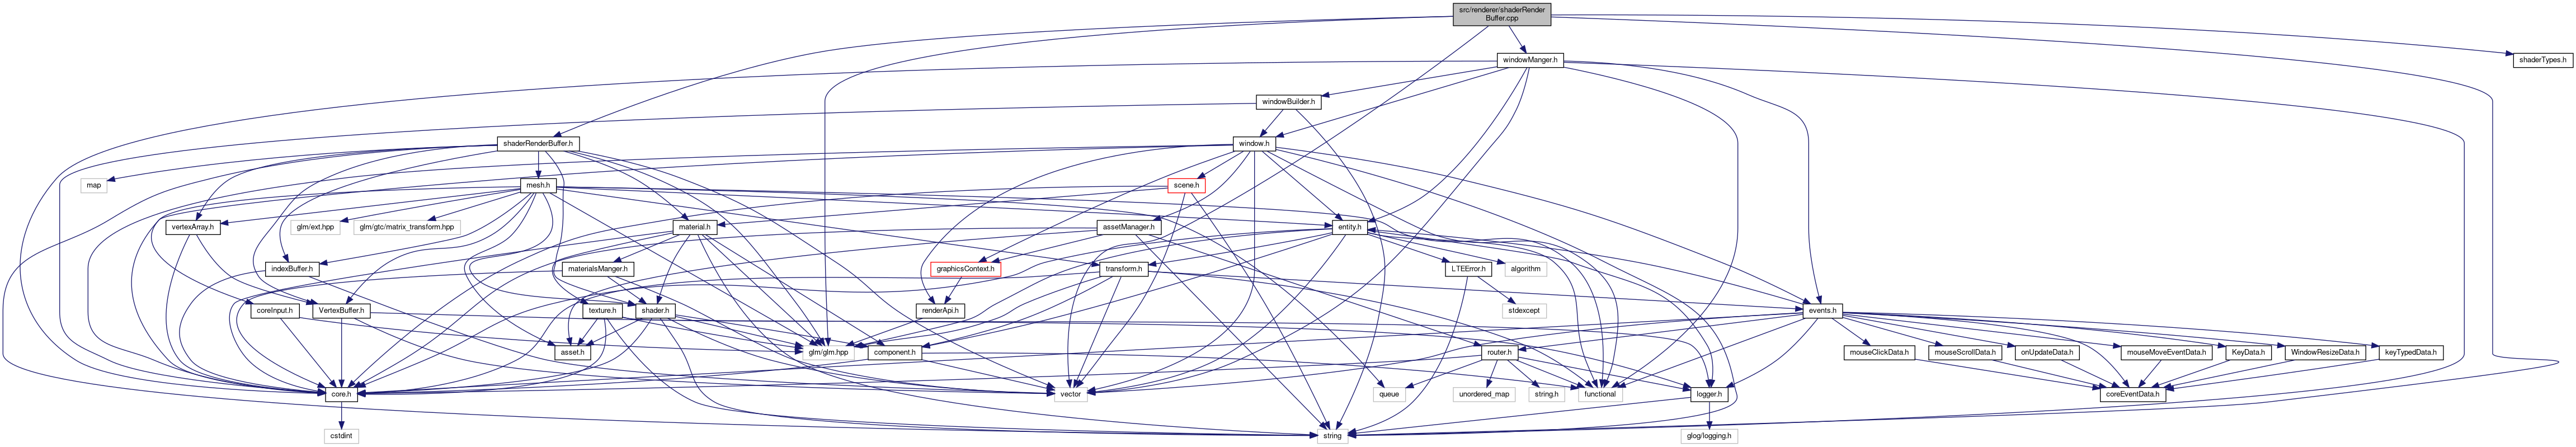 src/renderer/shaderRender
Buffer.cpp
windowManger.h
shaderTypes.h
windowBuilder.h
shaderRenderBuffer.h
window.h
map
mesh.h
scene.h
vertexArray.h
glm/ext.hpp
glm/gtc/matrix_transform.hpp
material.h
assetManager.h
entity.h
indexBuffer.h
materialsManger.h
graphicsContext.h
transform.h
LTEError.h
algorithm
coreInput.h
VertexBuffer.h
texture.h
shader.h
renderApi.h
stdexcept
events.h
asset.h
glm/glm.hpp
component.h
router.h
mouseClickData.h
mouseScrollData.h
onUpdateData.h
mouseMoveEventData.h
KeyData.h
WindowResizeData.h
keyTypedData.h
core.h
vector
queue
unordered_map
string.h
functional
logger.h
coreEventData.h
cstdint
string
glog/logging.h